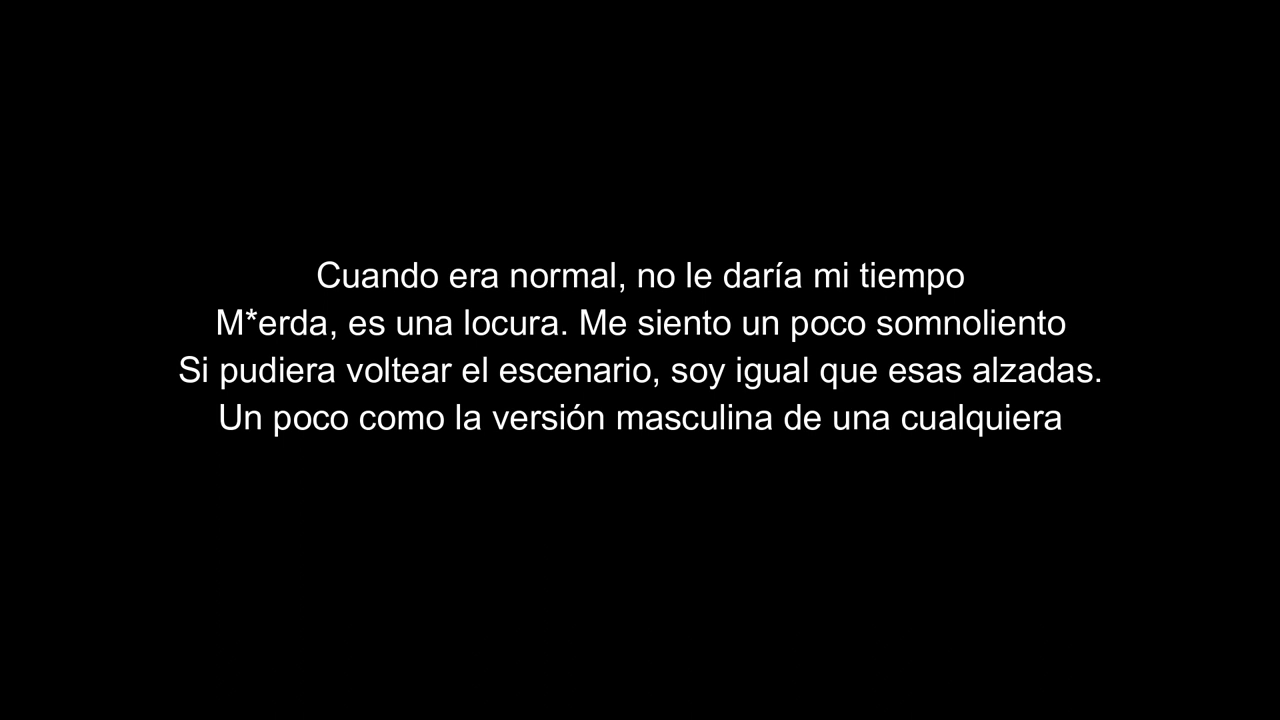 Cuando era normal, no le daría mi tiempo
M*erda, es una locura. Me siento un poco somnoliento
Si pudiera voltear el escenario, soy igual que esas alzadas.
Un poco como la versión masculina de una cualquiera